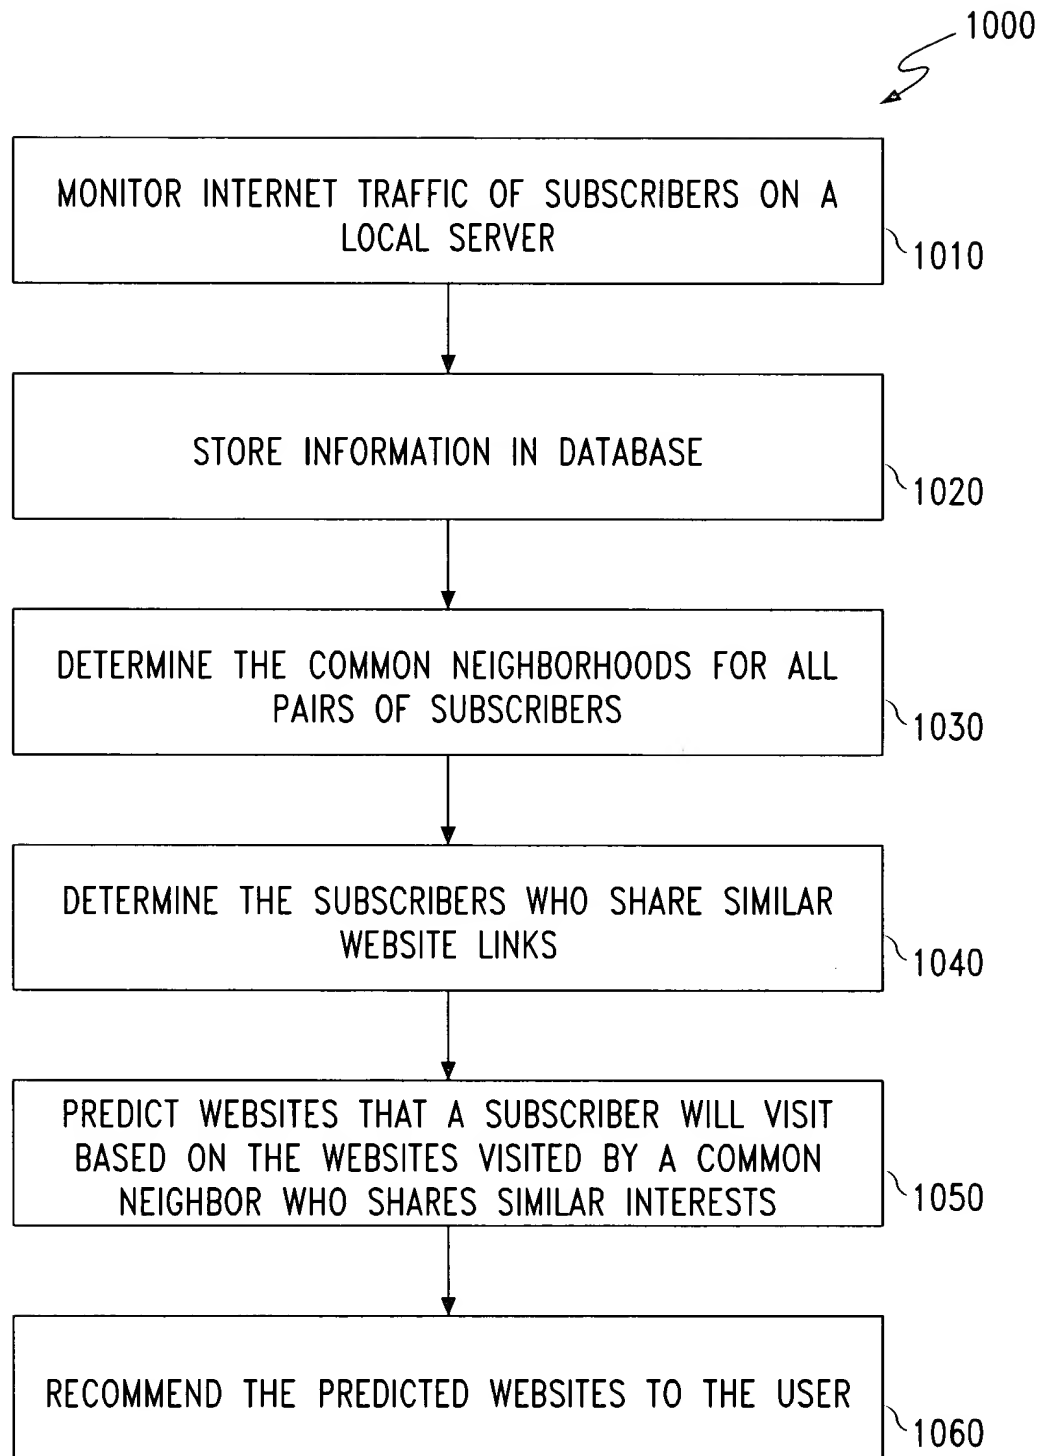 1000
MONITOR INTERNET TRAFFIC OF SUBSCRIBERS ON A
LOCAL SERVER
1010
STORE INFORMATION IN DATABASE
1020
DETERMINE THE COMMON NEIGHBORHOODS FOR ALL
PAIRS OF SUBSCRIBERS
1030
DETERMINE THE SUBSCRIBERS WHO SHARE SIMILAR
WEBSITE LINKS
1040
PREDICT WEBSITES THAT A SUBSCRIBER WILL VISIT
BASED ON THE WEBSITES VISITED BY A COMMON
NEIGHBOR WHO SHARES SIMILAR INTERESTS
1050
RECOMMEND THE PREDICTED WEBSITES TO THE USER
1060